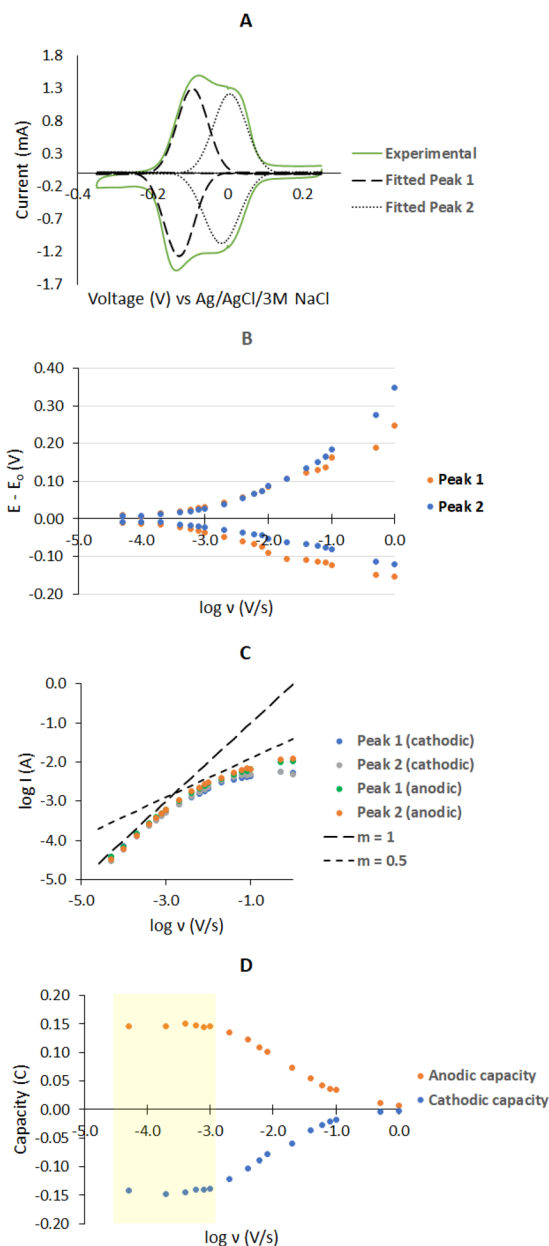 A
1.8
1.3
0.8
0.3
-0.2
-0.7
-1.2
-1.7
-0.4
-0.2
0
0.2
Current (mA)
Voltage (V) vs Ag/AgCl/3M NaCl
Experimental
Fitted Peak 1
Fitted Peak 2
B
0.40
0.30
0.20
0.10
0.00
-0.10
-0.20
-5.0
-4.0
-3.0
-2.0
-1.0
0.0
E - Eₒ (V)
log ν (V/s)
Peak 1
Peak 2
C
0.0
-1.0
-2.0
-3.0
-4.0
-5.0
-5.0
-3.0
-1.0
log I (A)
log ν (V/s)
Peak 1 (cathodic)
Peak 2 (cathodic)
Peak 1 (anodic)
Peak 2 (anodic)
m = 1
m = 0.5
D
0.20
0.15
0.10
0.05
0.00
-0.05
-0.10
-0.15
-0.20
-5.0
-4.0
-3.0
-2.0
-1.0
0.0
Capacity (C)
log ν (V/s)
Anodic capacity
Cathodic capacity